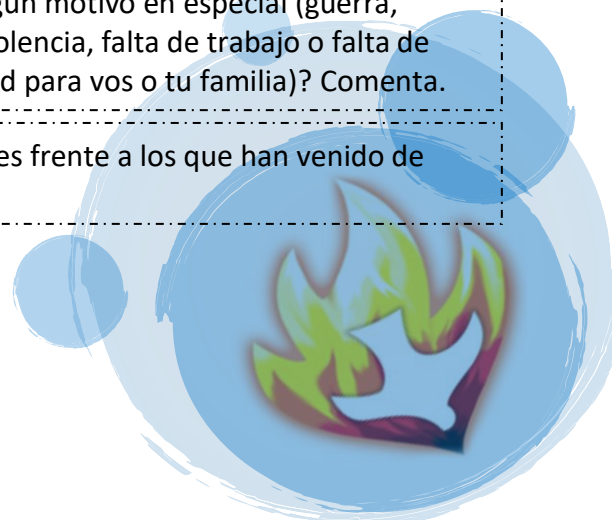 gún motivo en especial (guerra,
olencia, falta de trabajo o falta de
d para vos o tu familia)? Comenta.
es frente a los que han venido de